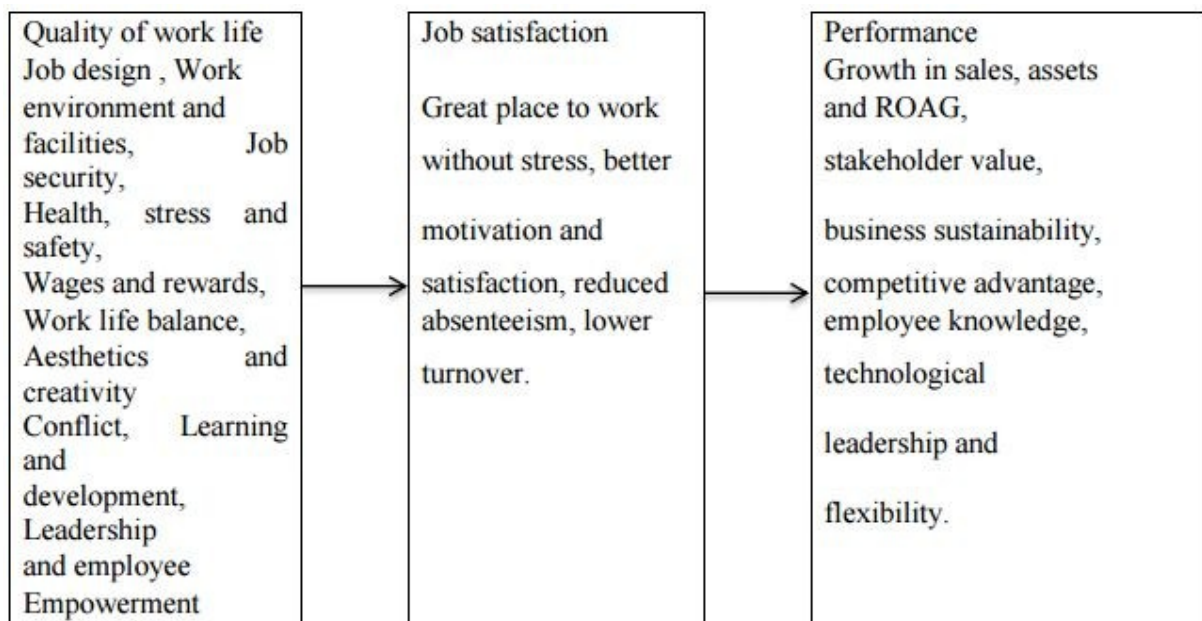 Quality of work life
Job design , Work
environment and
facilities, Job
security,
Health, stress and
safety,
Wages and rewards,
Work life balance,
Aesthetics and
creativity
Conflict, Learning
and
development,
Leadership
and employee
Empowerment
Job satisfaction
Great place to work
without stress, better
motivation and
satisfaction, reduced
absenteeism, lower
turnover.
Performance
Growth in sales, assets
and ROAG,
stakeholder value,
business sustainability,
competitive advantage,
employee knowledge,
technological
leadership and
flexibility.